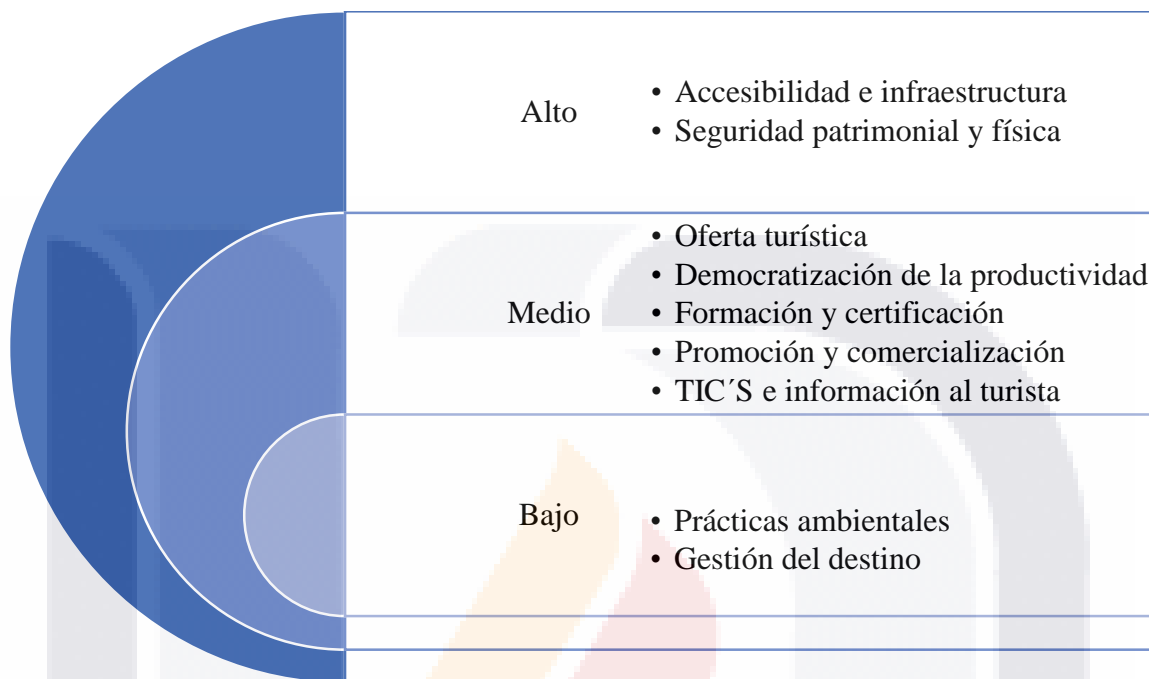 Alto
• Accesibilidad e infraestructura
• Seguridad patrimonial y física
Medio
• Oferta turística
• Democratización de la productividad
• Formación y certificación
• Promoción y comercialización
• TIC´S e información al turista
Bajo
• Prácticas ambientales
• Gestión del destino